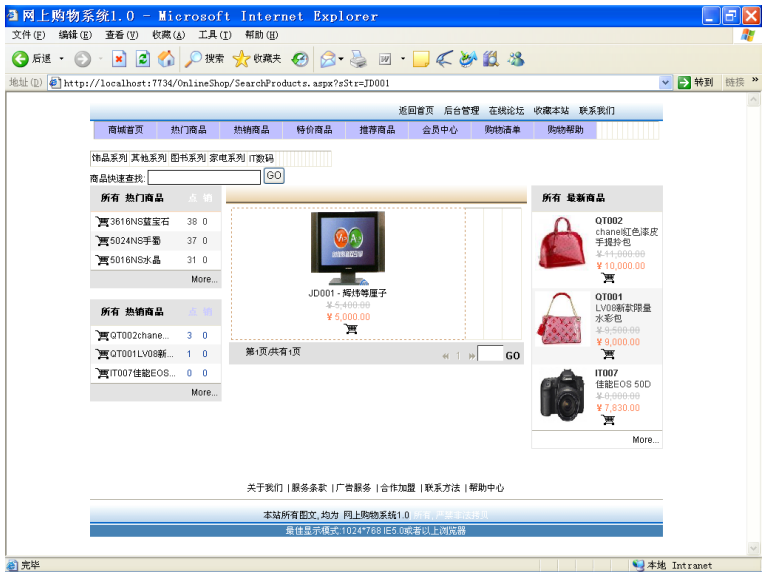 网上购物系统1.0 - Microsoft Internet Explorer
文件(F) 编辑(E) 查看(V) 收藏(A) 工具(T) 帮助(H)
后退 搜索 收藏夹
地址(D) http://localhost:7734/OnlineShop/SearchProducts.aspx?sStr=JD001 转到 链接 »
返回首页 后台管理 在线论坛 收藏本站 联系我们
商城首页 热门商品 热销商品 特价商品 推荐商品 会员中心 购物清单 购物帮助
饰品系列 其他系列 图书系列 家电系列 IT数码
商品快速查找: GO
所有 热门商品 点 销
3616NS蓝宝石 38 0
5024NS手镯 37 0
5016NS水晶 31 0
More...
所有 热销商品 点 销
QT002chane... 3 0
QT001LV08新... 1 0
IT007佳能EOS... 0 0
More...
JD001 - 辉炜等厘子
￥5,400.00
￥5,000.00
第1页/共有1页 1 GO
所有 最新商品
QT002
chanel红色漆皮
手提拎包
￥11,000.00
￥10,000.00
QT001
LV08新款限量
水彩包
￥9,500.00
￥9,000.00
IT007
佳能EOS 50D
￥8,000.00
￥7,830.00
More...
关于我们 | 服务条款 | 广告服务 | 合作加盟 | 联系方法 | 帮助中心
本站所有图文,均为 网上购物系统1.0
最佳显示模式:1024*768 IE5.0或者以上浏览器
完毕 本地 Intranet